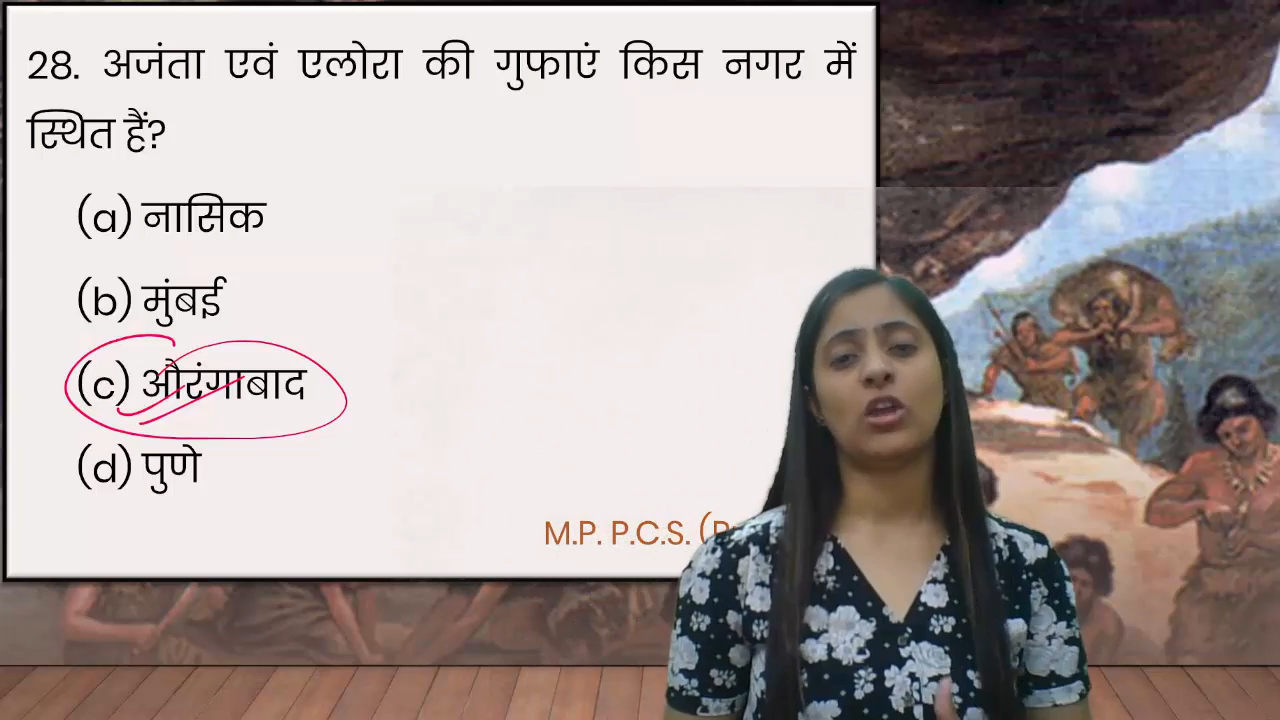 28. अजंता एवं एलोरा की गुफाएं किस नगर में
स्थित हैं?
(a) नासिक
(b) मुंबई
(c) औरंगाबाद
(d) पुणे
M.P. P.C.S.